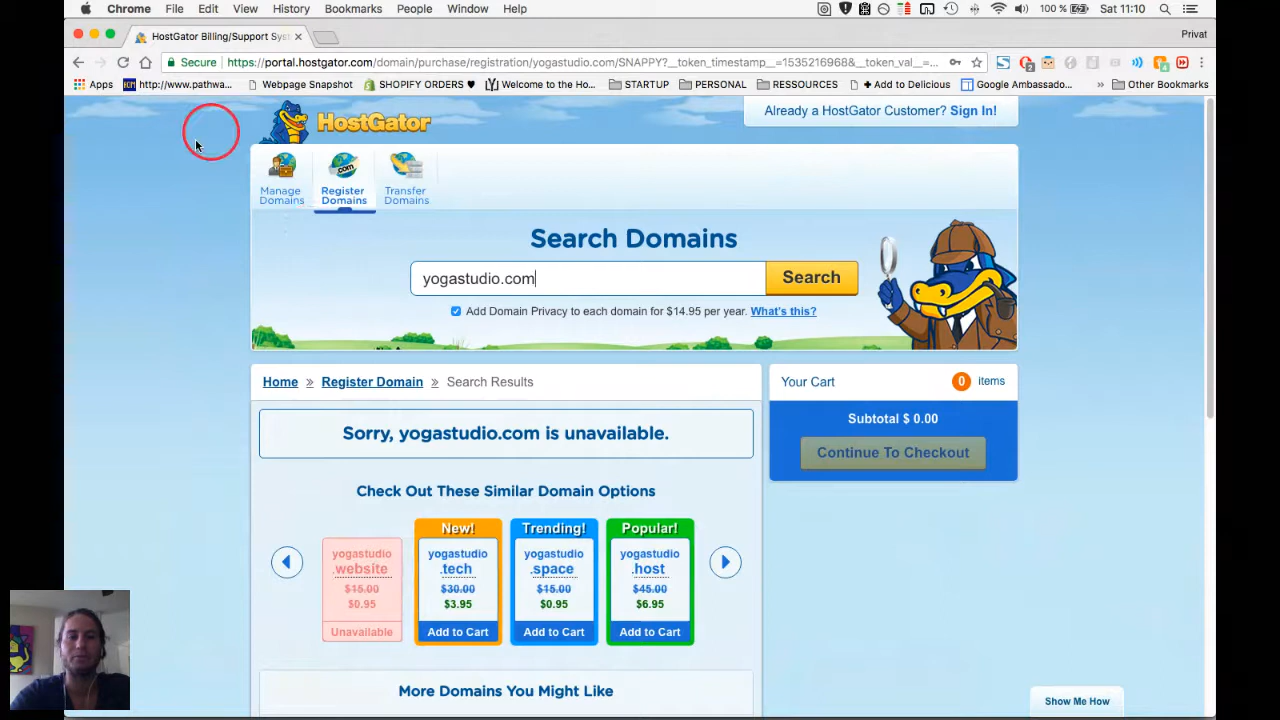 Chrome File Edit View History Bookmarks People Window Help 100 % Sat 11:10
HostGator Billing/Support Sys
Privat
Secure https://portal.hostgator.com/domain/purchase/registration/yogastudio.com/SNAPPY?__token_timestamp__=1535216968&__token_val__=...
Apps http://www.pathwa... Webpage Snapshot SHOPIFY ORDERS ♥ Welcome to the Ho... STARTUP PERSONAL RESSOURCES + Add to Delicious Google Ambassado... » Other Bookmarks
HostGator
Already a HostGator Customer? Sign In!
.com
Manage Domains
Register Domains
Transfer Domains
Search Domains
yogastudio.com
Search
Add Domain Privacy to each domain for $14.95 per year. What's this?
Home » Register Domain » Search Results
Your Cart 0 items
Subtotal $ 0.00
Continue To Checkout
Sorry, yogastudio.com is unavailable.
Check Out These Similar Domain Options
yogastudio
.website
$15.00
$0.95
Unavailable
New!
yogastudio
.tech
$30.00
$3.95
Add to Cart
Trending!
yogastudio
.space
$15.00
$0.95
Add to Cart
Popular!
yogastudio
.host
$45.00
$6.95
Add to Cart
More Domains You Might Like
Show Me How